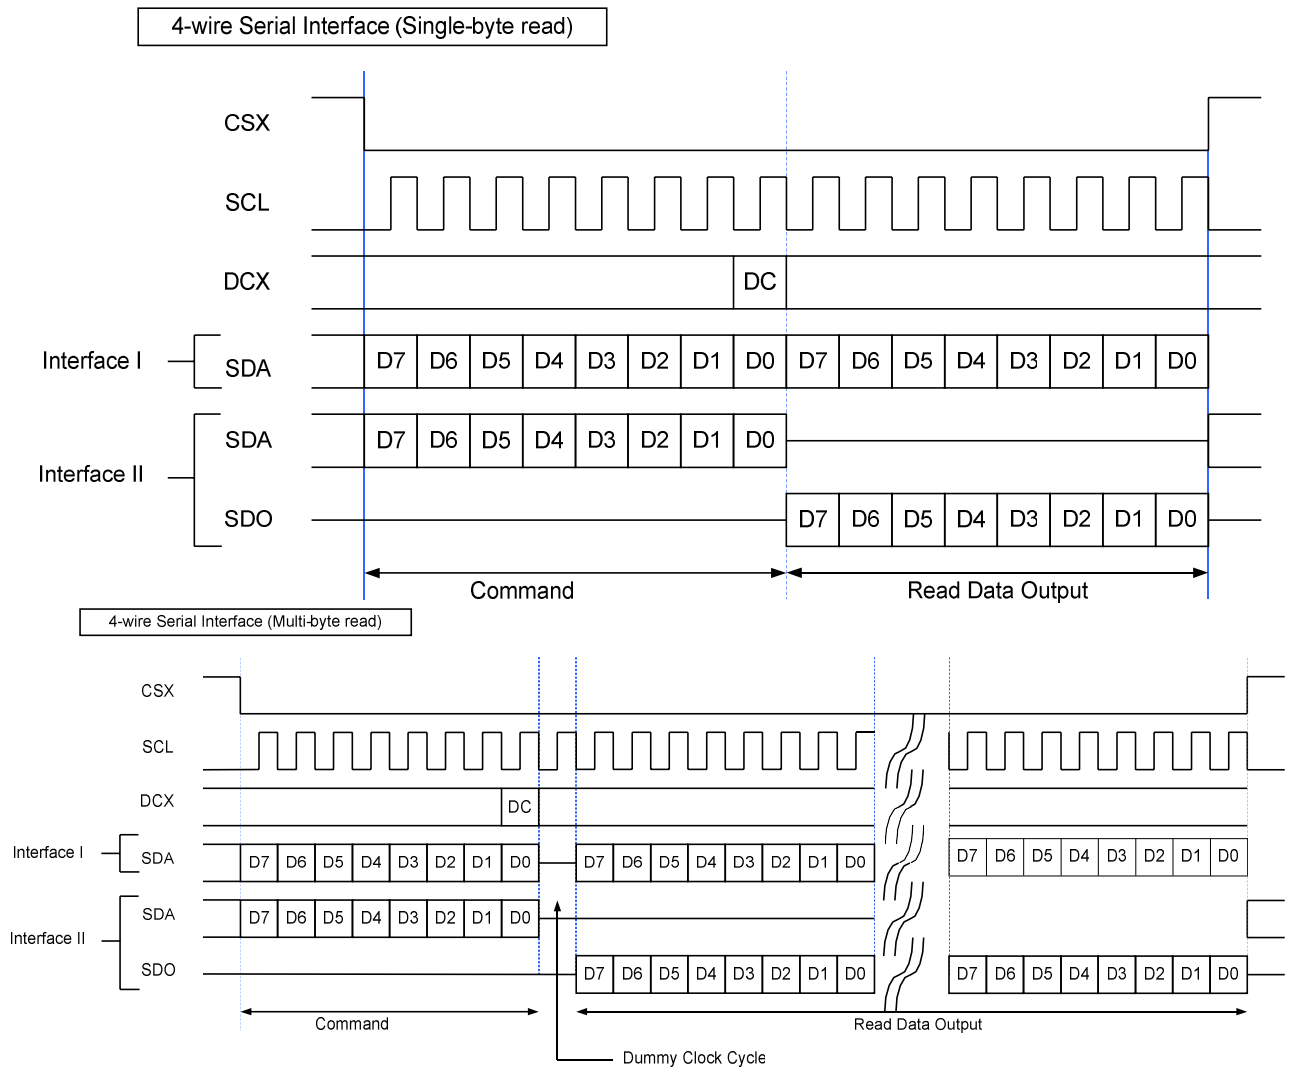 4-wire Serial Interface (Single-byte read)
CSX
SCL
DCX DC
Interface I
SDA D7 D6 D5 D4 D3 D2 D1 D0 D7 D6 D5 D4 D3 D2 D1 D0
SDA D7 D6 D5 D4 D3 D2 D1 D0
Interface II
SDO D7 D6 D5 D4 D3 D2 D1 D0
Command Read Data Output
4-wire Serial Interface (Multi-byte read)
CSX
SCL
DCX DC
Interface I
SDA D7 D6 D5 D4 D3 D2 D1 D0 D7 D6 D5 D4 D3 D2 D1 D0 D7 D6 D5 D4 D3 D2 D1 D0
SDA D7 D6 D5 D4 D3 D2 D1 D0
Interface II
SDO D7 D6 D5 D4 D3 D2 D1 D0 D7 D6 D5 D4 D3 D2 D1 D0
Command Read Data Output
Dummy Clock Cycle